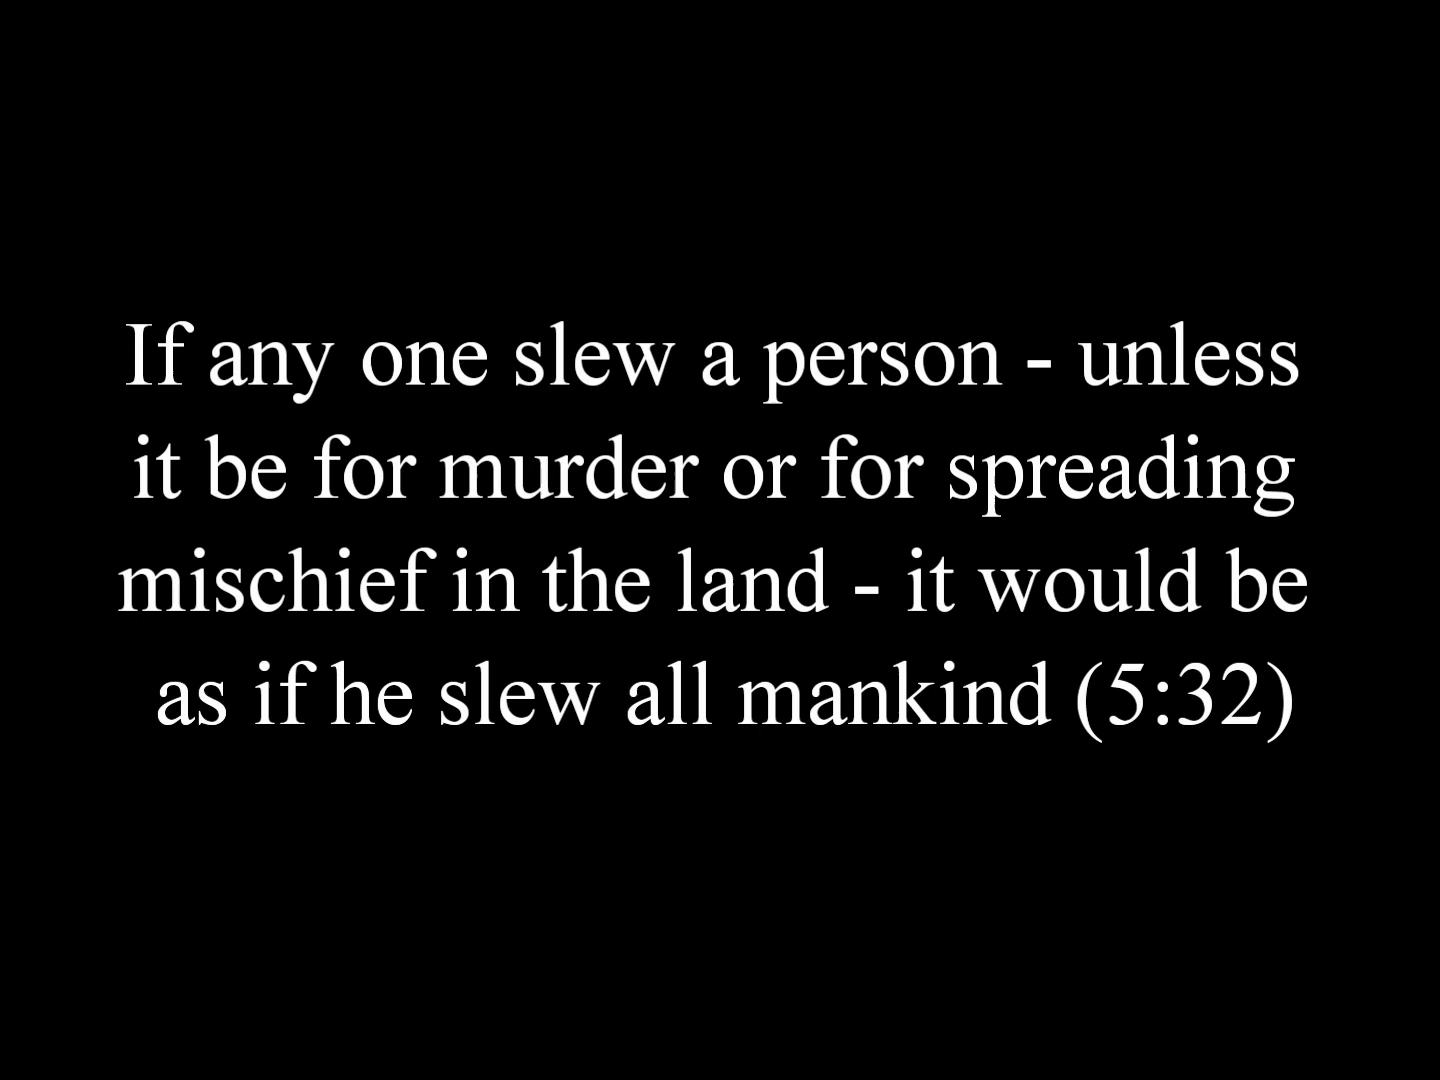 If any one slew a person - unless
it be for murder or for spreading
mischief in the land - it would be
as if he slew all mankind (5:32)